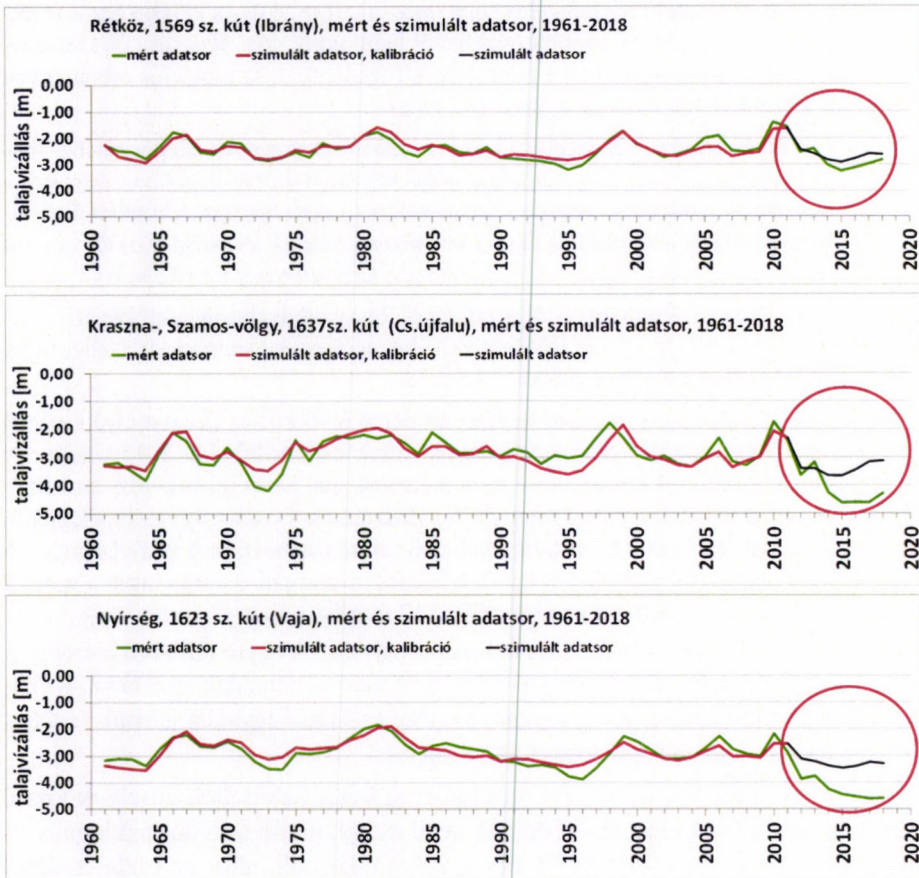 Rétköz, 1569 sz. kút (Ibrány), mért és szimulált adatsor, 1961-2018
mért adatsor szimulált adatsor, kalibráció szimulált adatsor
talajvízállás [m]
0,00
-1,00
-2,00
-3,00
-4,00
-5,00
1960 1965 1970 1975 1980 1985 1990 1995 2000 2005 2010 2015 2020
Kraszna-, Szamos-völgy, 1637sz. kút (Cs.újfalu), mért és szimulált adatsor, 1961-2018
mért adatsor szimulált adatsor, kalibráció szimulált adatsor
talajvízállás [m]
0,00
-1,00
-2,00
-3,00
-4,00
-5,00
1960 1965 1970 1975 1980 1985 1990 1995 2000 2005 2010 2015 2020
Nyírség, 1623 sz. kút (Vaja), mért és szimulált adatsor, 1961-2018
mért adatsor szimulált adatsor, kalibráció szimulált adatsor
talajvízállás [m]
0,00
-1,00
-2,00
-3,00
-4,00
-5,00
1960 1965 1970 1975 1980 1985 1990 1995 2000 2005 2010 2015 2020